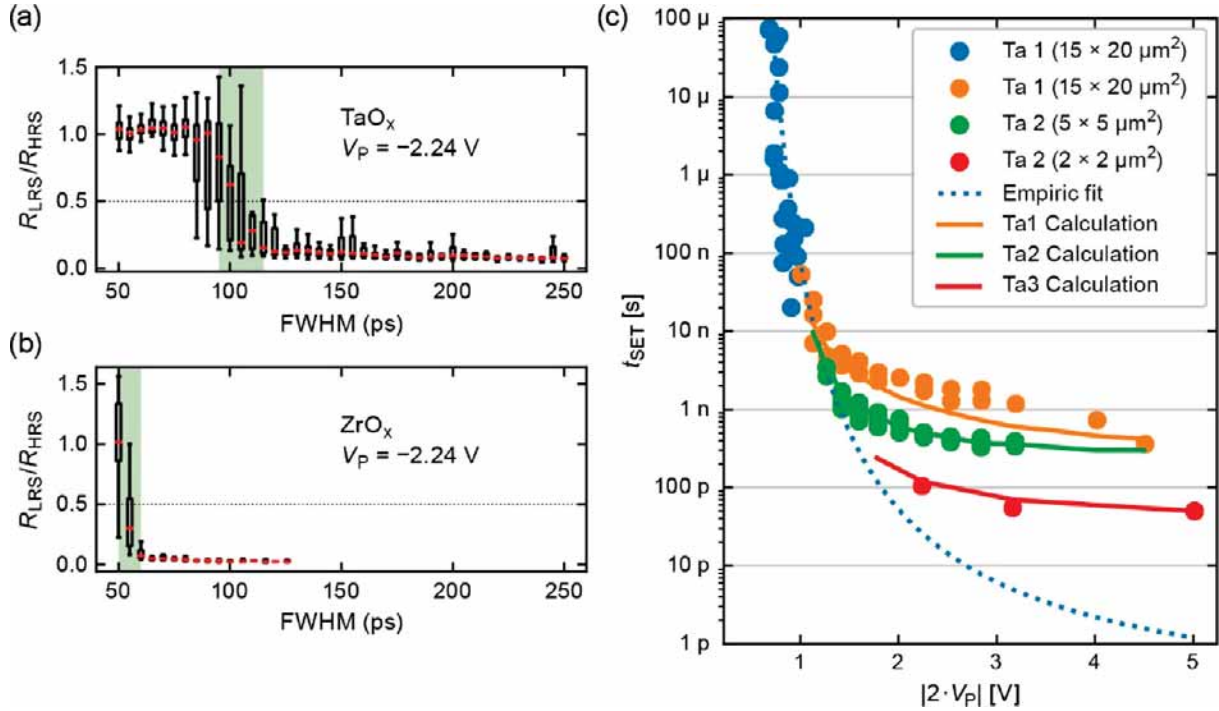 (a)
1.5
1.0
0.5
0.0
R_LRS/R_HRS
TaOₓ
V_P = −2.24 V
50 100 150 200 250
FWHM (ps)
(b)
1.5
1.0
0.5
0.0
R_LRS/R_HRS
ZrOₓ
V_P = −2.24 V
50 100 150 200 250
FWHM (ps)
(c)
100 µ
10 µ
1 µ
100 n
10 n
1 n
100 p
10 p
1 p
t_SET [s]
Ta 1 (15 × 20 µm²)
Ta 1 (15 × 20 µm²)
Ta 2 (5 × 5 µm²)
Ta 2 (2 × 2 µm²)
Empiric fit
Ta1 Calculation
Ta2 Calculation
Ta3 Calculation
1 2 3 4 5
|2·V_P| [V]